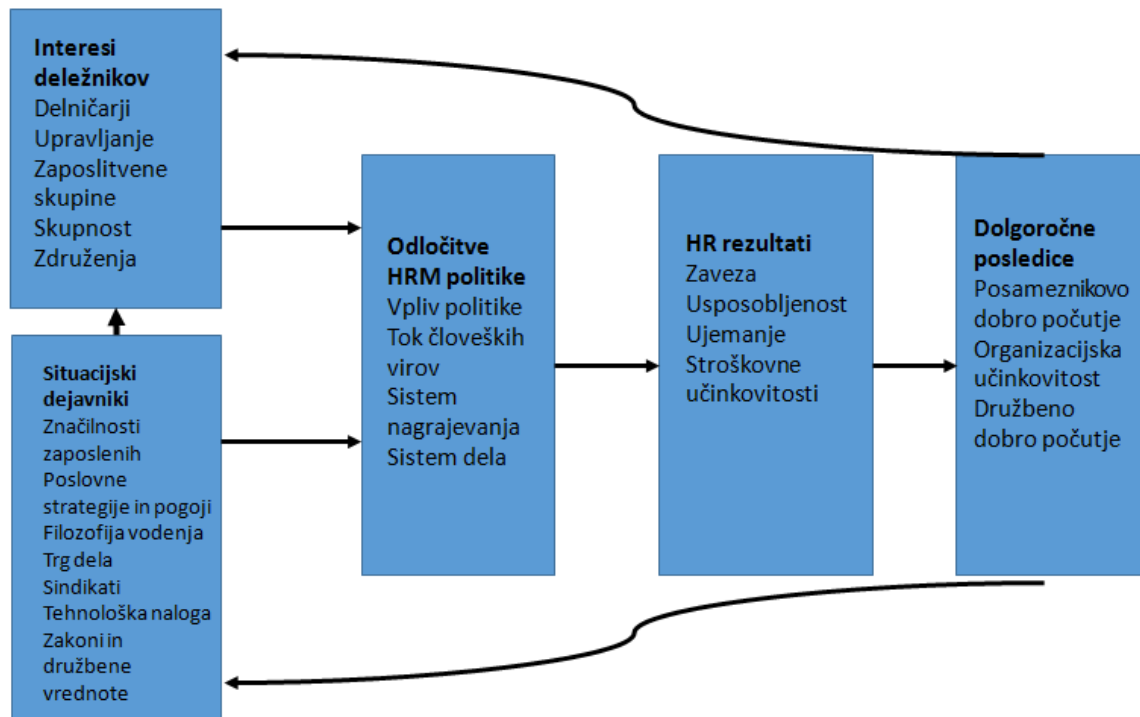 Interesi
deležnikov
Delničarji
Upravljanje
Zaposlitvene
skupine
Skupnost
Združenja
Situacijski
dejavniki
Značilnosti
zaposlenih
Poslovne
strategije in pogoji
Filozofija vodenja
Trg dela
Sindikati
Tehnološka naloga
Zakoni in
družbene
vrednote
Odločitve
HRM politike
Vpliv politike
Tok človeških
virov
Sistem
nagrajevanja
Sistem dela
HR rezultati
Zaveza
Usposobljenost
Ujemanje
Stroškovne
učinkovitosti
Dolgoročne
posledice
Posameznikovo
dobro počutje
Organizacijska
učinkovitost
Družbeno
dobro počutje